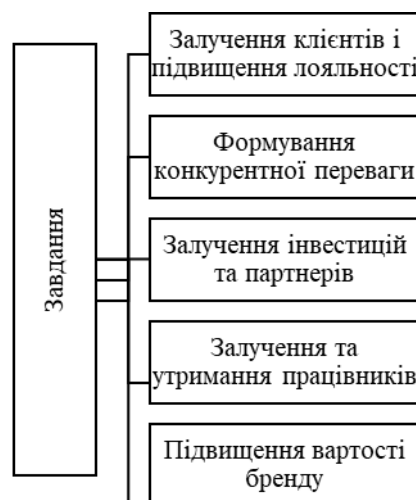 Завдання
Залучення клієнтів і
підвищення лояльності
Формування
конкурентної переваги
Залучення інвестицій
та партнерів
Залучення та
утримання працівників
Підвищення вартості
бренду